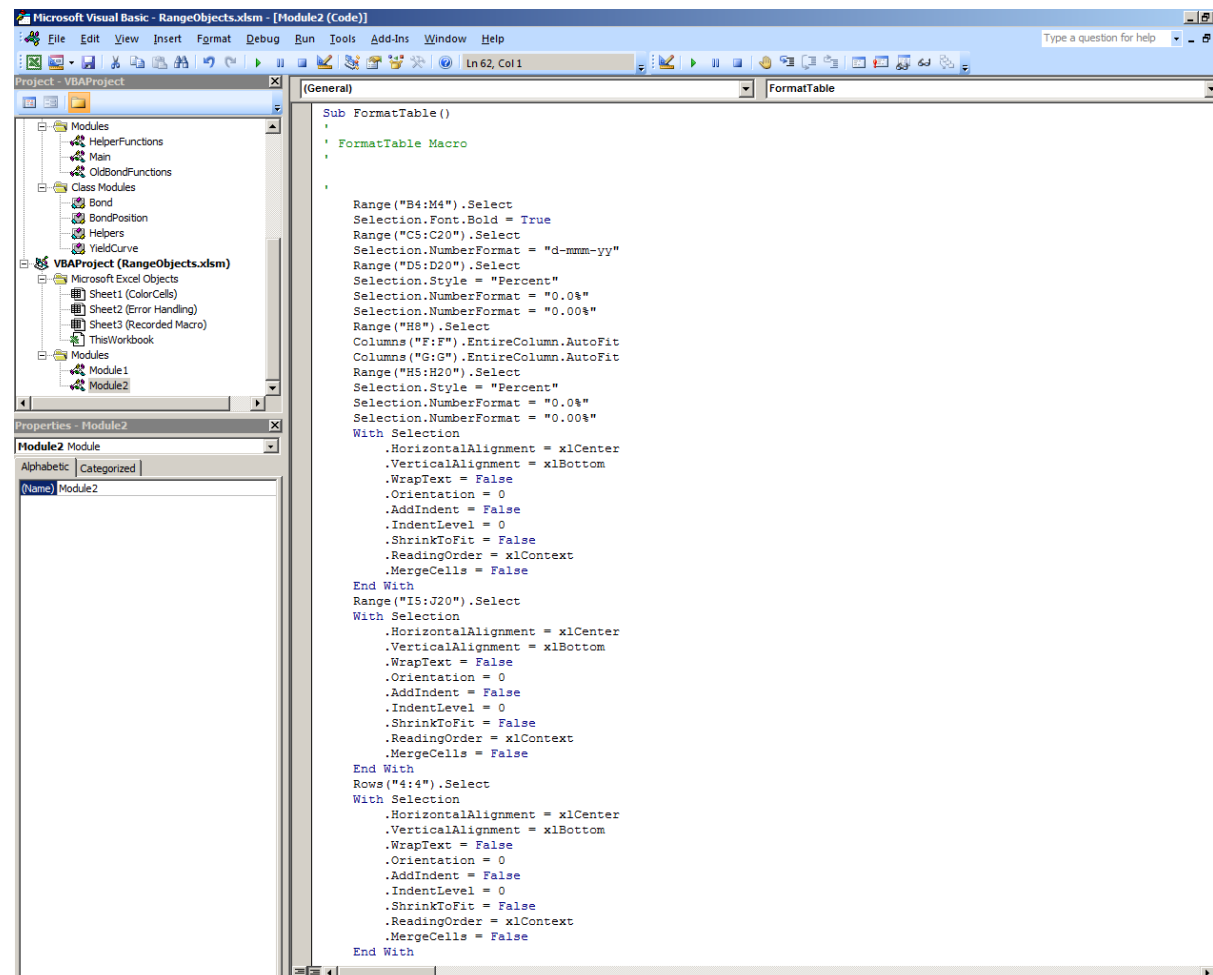 Microsoft Visual Basic - RangeObjects.xlsm - [Module2 (Code)]
File Edit View Insert Format Debug Run Tools Add-Ins Window Help
Type a question for help
Ln 62, Col 1
Project - VBAProject
Modules
HelperFunctions
Main
OldBondFunctions
Class Modules
Bond
BondPosition
Helpers
YieldCurve
VBAProject (RangeObjects.xlsm)
Microsoft Excel Objects
Sheet1 (ColorCells)
Sheet2 (Error Handling)
Sheet3 (Recorded Macro)
ThisWorkbook
Modules
Module1
Module2
Properties - Module2
Module2 Module
Alphabetic Categorized
(Name) Module2
(General) FormatTable
Sub FormatTable()
'
' FormatTable Macro
'
'
Range("B4:M4").Select
Selection.Font.Bold = True
Range("C5:C20").Select
Selection.NumberFormat = "d-mmm-yy"
Range("D5:D20").Select
Selection.Style = "Percent"
Selection.NumberFormat = "0.0%"
Selection.NumberFormat = "0.00%"
Range("H8").Select
Columns("F:F").EntireColumn.AutoFit
Columns("G:G").EntireColumn.AutoFit
Range("H5:H20").Select
Selection.Style = "Percent"
Selection.NumberFormat = "0.0%"
Selection.NumberFormat = "0.00%"
With Selection
.HorizontalAlignment = xlCenter
.VerticalAlignment = xlBottom
.WrapText = False
.Orientation = 0
.AddIndent = False
.IndentLevel = 0
.ShrinkToFit = False
.ReadingOrder = xlContext
.MergeCells = False
End With
Range("I5:J20").Select
With Selection
.HorizontalAlignment = xlCenter
.VerticalAlignment = xlBottom
.WrapText = False
.Orientation = 0
.AddIndent = False
.IndentLevel = 0
.ShrinkToFit = False
.ReadingOrder = xlContext
.MergeCells = False
End With
Rows("4:4").Select
With Selection
.HorizontalAlignment = xlCenter
.VerticalAlignment = xlBottom
.WrapText = False
.Orientation = 0
.AddIndent = False
.IndentLevel = 0
.ShrinkToFit = False
.ReadingOrder = xlContext
.MergeCells = False
End With